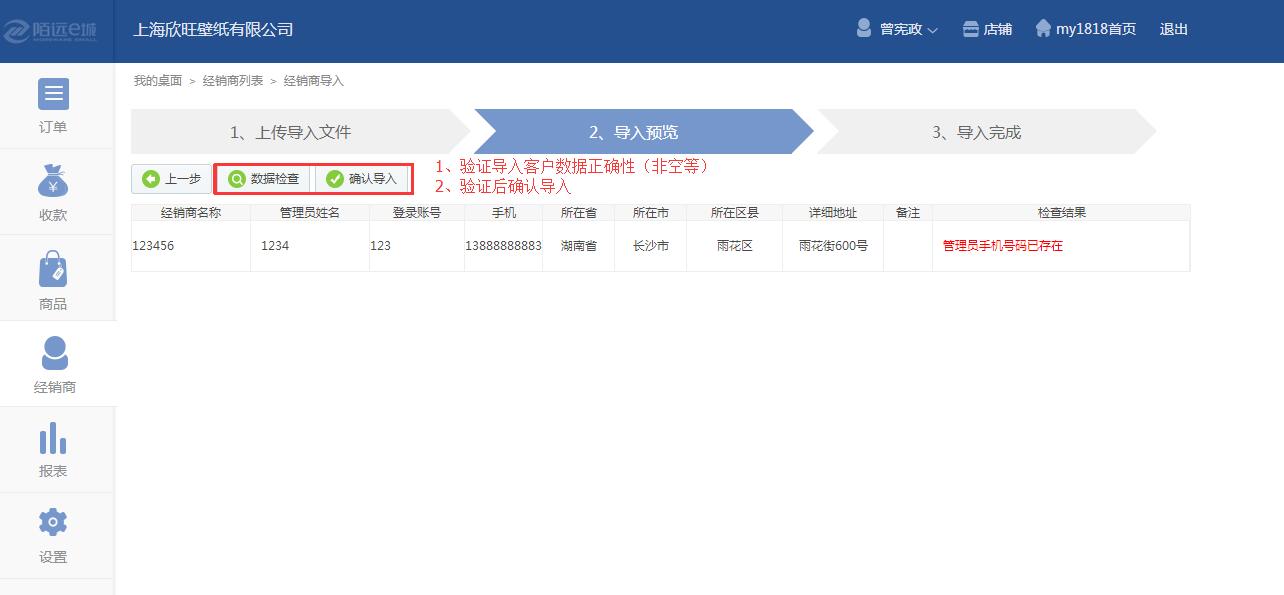 陌远e城
上海欣旺壁纸有限公司
曾宪政
店铺
my1818首页
退出
订单
收款
商品
经销商
报表
设置
我的桌面 > 经销商列表 > 经销商导入
1、上传导入文件
2、导入预览
3、导入完成
上一步
数据检查
确认导入
1、验证导入客户数据正确性（非空等）
2、验证后确认导入
经销商名称 管理员姓名 登录账号 手机 所在省 所在市 所在区县 详细地址 备注 检查结果
123456 1234 123 13888888883 湖南省 长沙市 雨花区 雨花街600号 管理员手机号码已存在